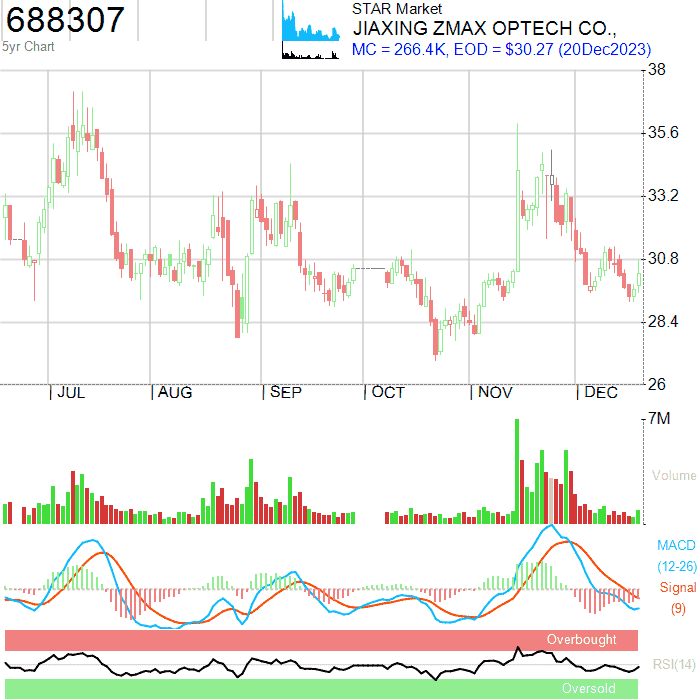 688307
5yr Chart
STAR Market
JIAXING ZMAX OPTECH CO.,
MC = 266.4K, EOD = $30.27 (20Dec2023)
38
35.6
33.2
30.8
28.4
26
JUL AUG SEP OCT NOV DEC
7M
Volume
MACD
(12-26)
Signal
(9)
Overbought
RSI(14)
Oversold